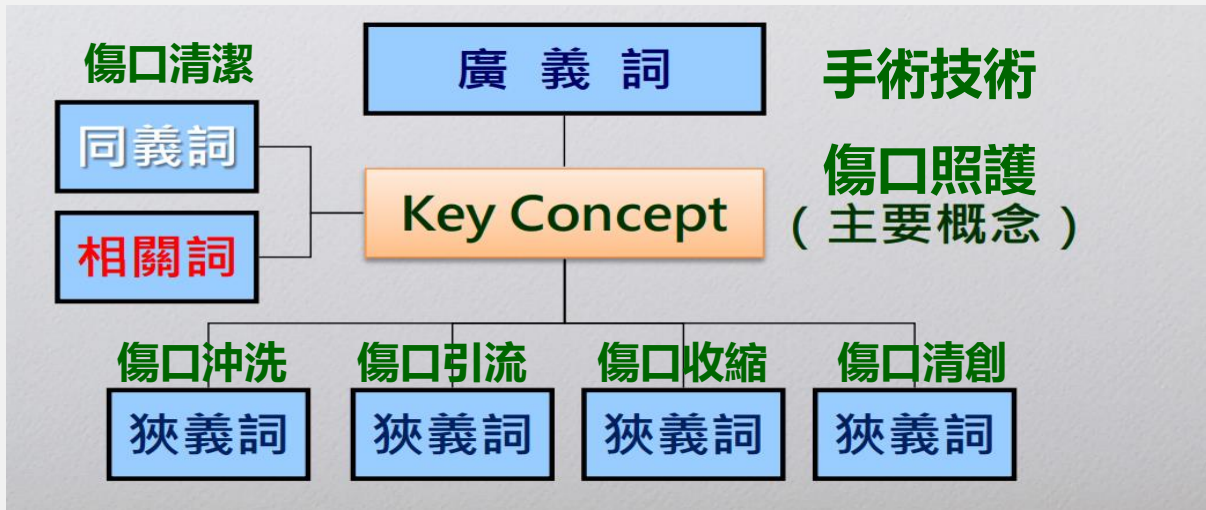 傷口清潔
廣 義 詞
手術技術
同義詞
Key Concept
傷口照護
(主要概念)
相關詞
傷口沖洗
傷口引流
傷口收縮
傷口清創
狹義詞
狹義詞
狹義詞
狹義詞